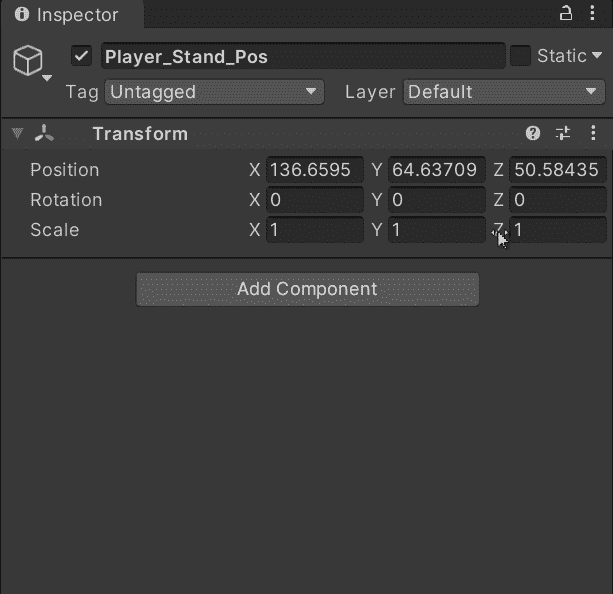 Inspector
Player_Stand_Pos Static
Tag Untagged Layer Default
Transform
Position X 136.6595 Y 64.63709 Z 50.58435
Rotation X 0 Y 0 Z 0
Scale X 1 Y 1 Z 1
Add Component